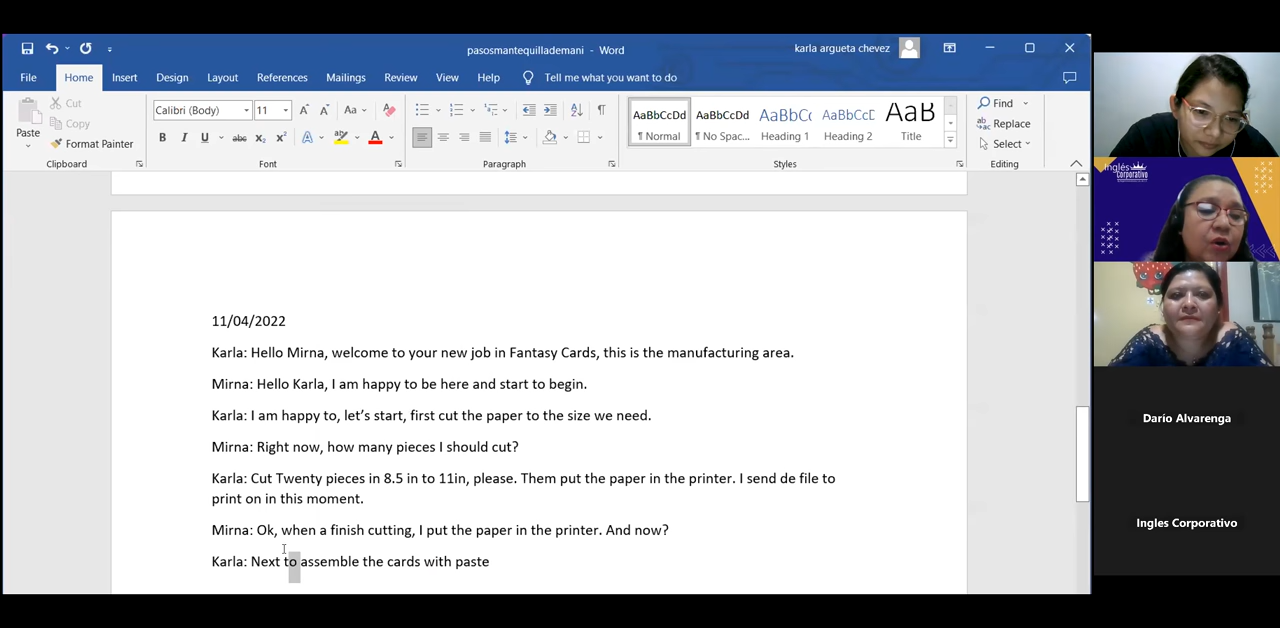 pasosmantequillademani - Word
karla argueta chevez
File Home Insert Design Layout References Mailings Review View Help Tell me what you want to do
Paste
Cut
Copy
Format Painter
Clipboard
Calibri (Body) 11
Font
Paragraph
AaBbCcDd AaBbCcDd AaBbCc AaBbCcD AaB
¶ Normal ¶ No Spac... Heading 1 Heading 2 Title
Styles
Find
Replace
Select
Editing
11/04/2022
Karla: Hello Mirna, welcome to your new job in Fantasy Cards, this is the manufacturing area.
Mirna: Hello Karla, I am happy to be here and start to begin.
Karla: I am happy to, let's start, first cut the paper to the size we need.
Mirna: Right now, how many pieces I should cut?
Karla: Cut Twenty pieces in 8.5 in to 11in, please. Them put the paper in the printer. I send de file to
print on in this moment.
Mirna: Ok, when a finish cutting, I put the paper in the printer. And now?
Karla: Next to assemble the cards with paste
Inglés
Corporativo
Darío Alvarenga
Ingles Corporativo